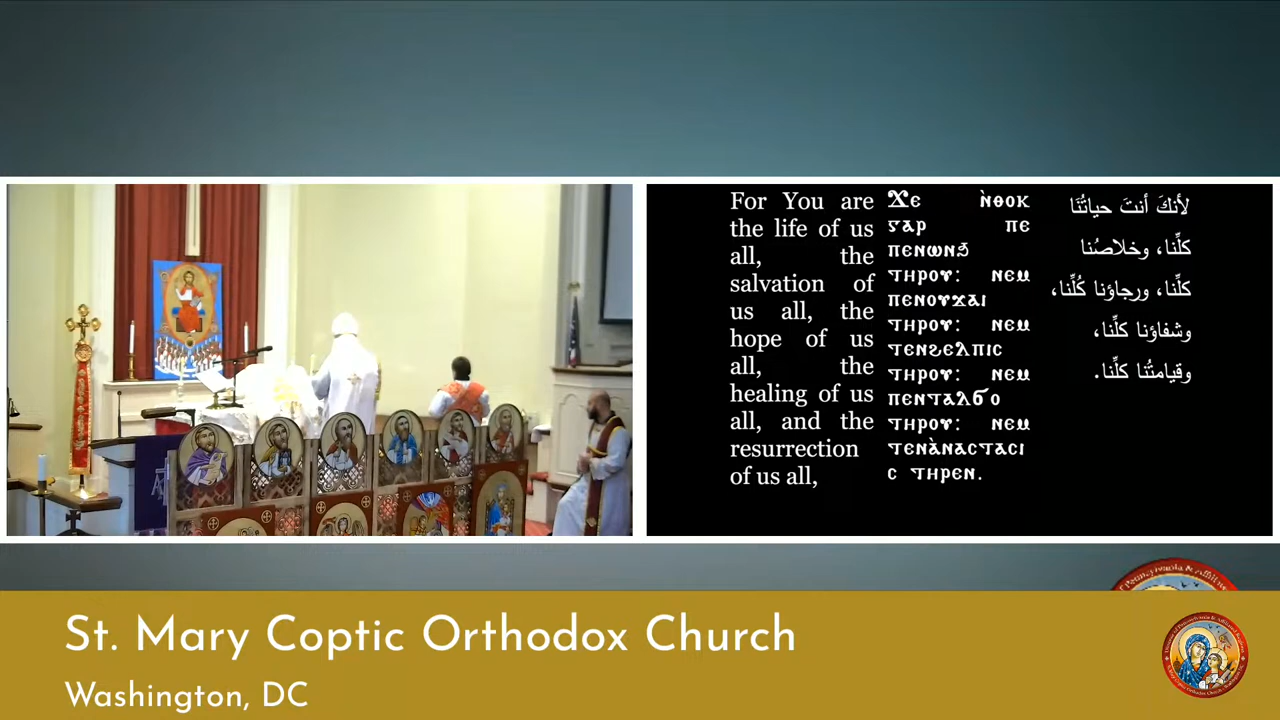 For You are
the life of us
all, the
salvation of
us all, the
hope of us
all, the
healing of us
all, and the
resurrection
of us all,
Ϫⲉ ⲛ̀ⲑⲟⲕ
ⲅⲁⲣ ⲡⲉ
ⲡⲉⲛⲱⲛϧ
ⲧⲏⲣⲟⲩ: ⲛⲉⲙ
ⲡⲉⲛⲟⲩϫⲁⲓ
ⲧⲏⲣⲟⲩ: ⲛⲉⲙ
ⲧⲉⲛϩⲉⲗⲡⲓⲥ
ⲧⲏⲣⲟⲩ: ⲛⲉⲙ
ⲡⲉⲛⲧⲁⲗϭⲟ
ⲧⲏⲣⲟⲩ: ⲛⲉⲙ
ⲧⲉⲛⲁ̀ⲛⲁⲥⲧⲁⲥⲓ
ⲥ ⲧⲏⲣⲉⲛ.
لأنكَ أنتَ حياتُنَا
كلِّنا، وخلاصُنا
كلِّنا، ورجاؤنا كُلِّنا،
وشفاؤنا كلِّنا،
وقيامتُنا كلِّنا.
St. Mary Coptic Orthodox Church
Washington, DC